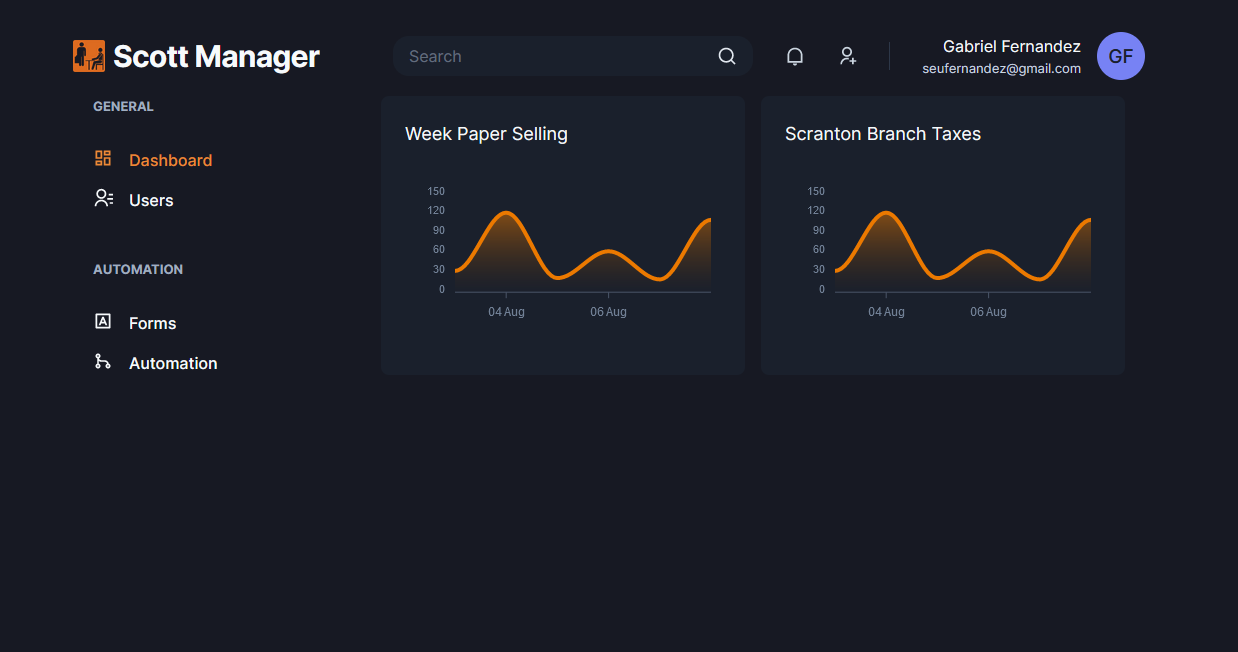 Scott Manager
Search
Gabriel Fernandez
seufernandez@gmail.com
GF
GENERAL
Dashboard
Users
AUTOMATION
A Forms
Automation
Week Paper Selling
150
120
90
60
30
0
04 Aug 06 Aug
Scranton Branch Taxes
150
120
90
60
30
0
04 Aug 06 Aug